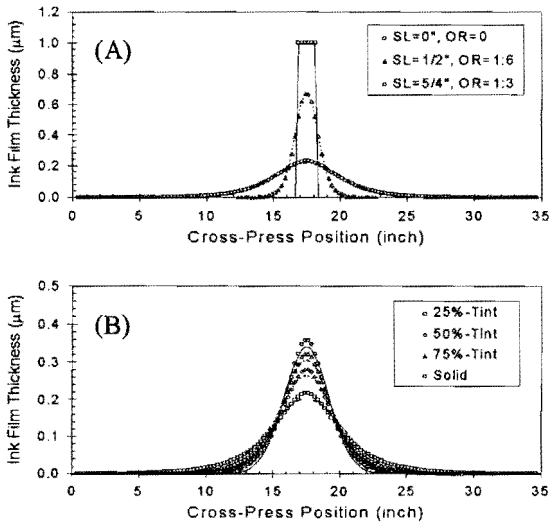 1.2
1.0
0.8
0.6
0.4
0.2
0.0
Ink Film Thickness (µm)
(A)
SL=0", OR=0
SL=1/2", OR=1:6
SL=5/4", OR=1:3
0 5 10 15 20 25 30 35
Cross-Press Position (inch)
0.5
0.4
0.3
0.2
0.1
0.0
Ink Film Thickness (µm)
(B)
25%-Tint
50%-Tint
75%-Tint
Solid
0 5 10 15 20 25 30 35
Cross-Press Position (inch)